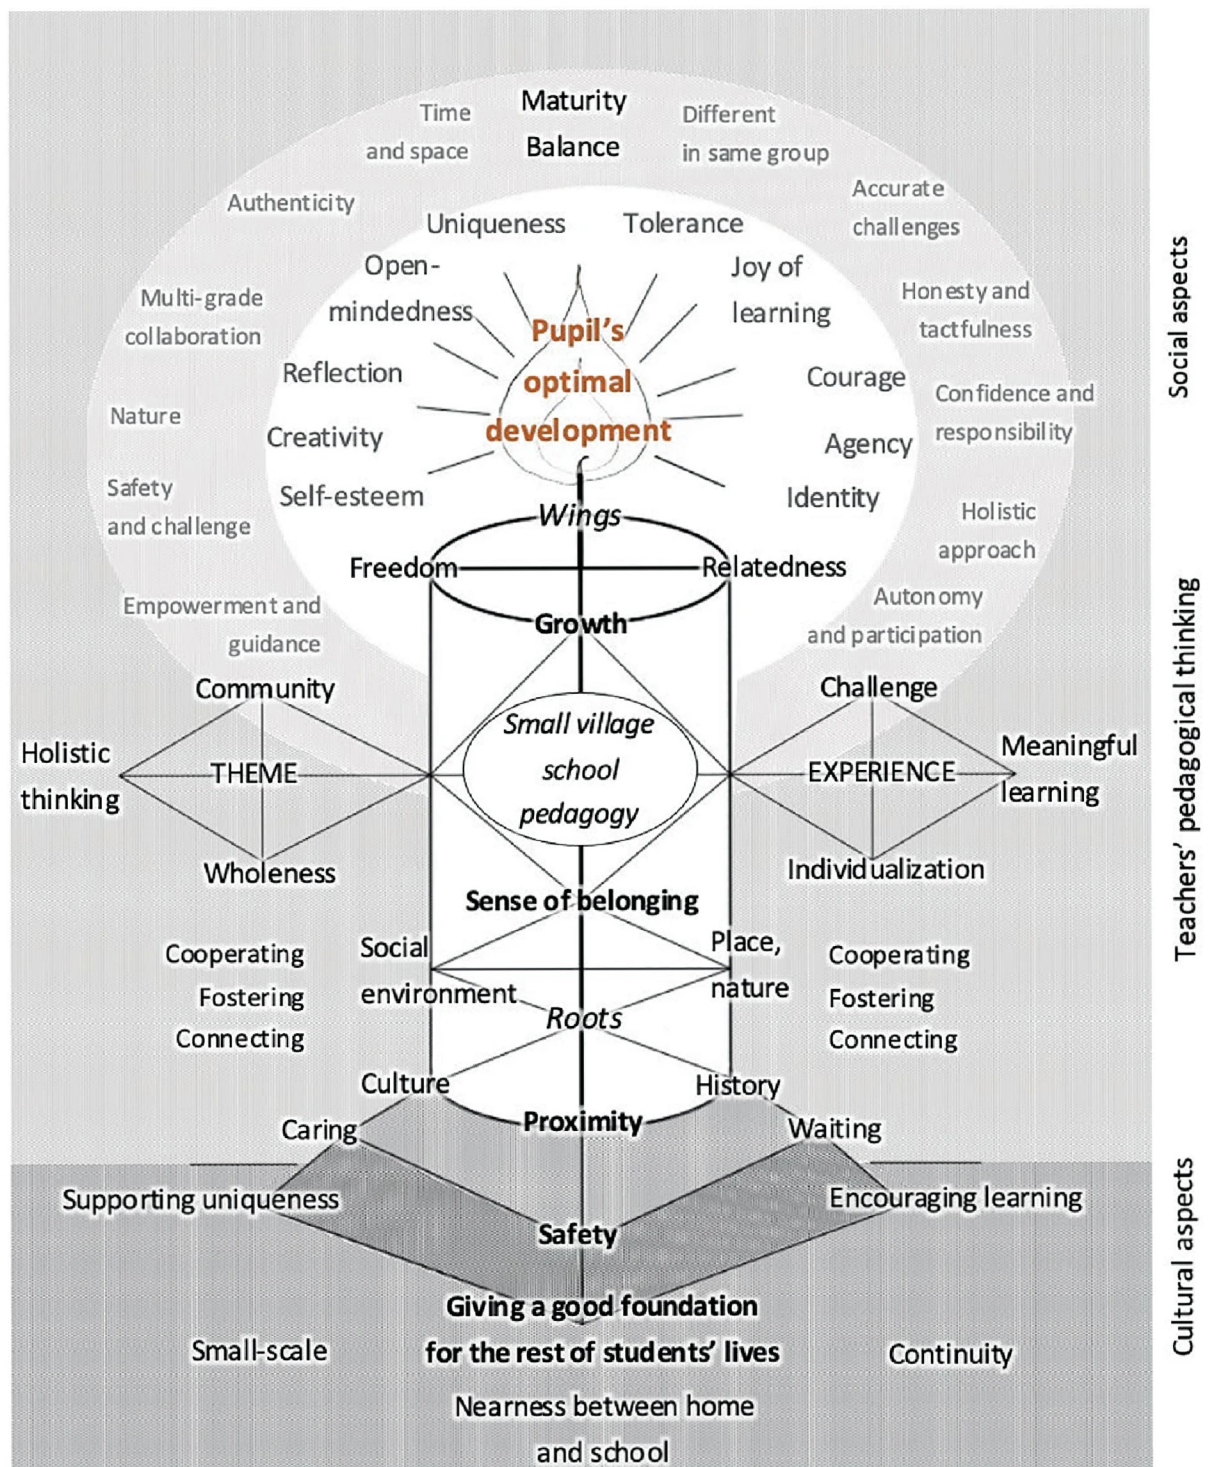 Maturity
Balance
Time
and space
Different
in same group
Authenticity
Accurate
challenges
Uniqueness
Tolerance
Open-
mindedness
Joy of
learning
Multi-grade
collaboration
Honesty and
tactfulness
Pupil's
optimal
development
Reflection
Courage
Nature
Confidence and
responsibility
Creativity
Agency
Safety
and challenge
Self-esteem
Identity
Holistic
approach
Wings
Freedom
Relatedness
Empowerment and
guidance
Autonomy
and participation
Growth
Community
Challenge
Holistic
thinking
THEME
Small village
school
pedagogy
EXPERIENCE
Meaningful
learning
Wholeness
Individualization
Sense of belonging
Cooperating
Fostering
Connecting
Social
environment
Place,
nature
Cooperating
Fostering
Connecting
Roots
Culture
History
Caring
Proximity
Waiting
Supporting uniqueness
Encouraging learning
Safety
Giving a good foundation
for the rest of students' lives
Small-scale
Continuity
Nearness between home
and school
Social aspects
Teachers' pedagogical thinking
Cultural aspects